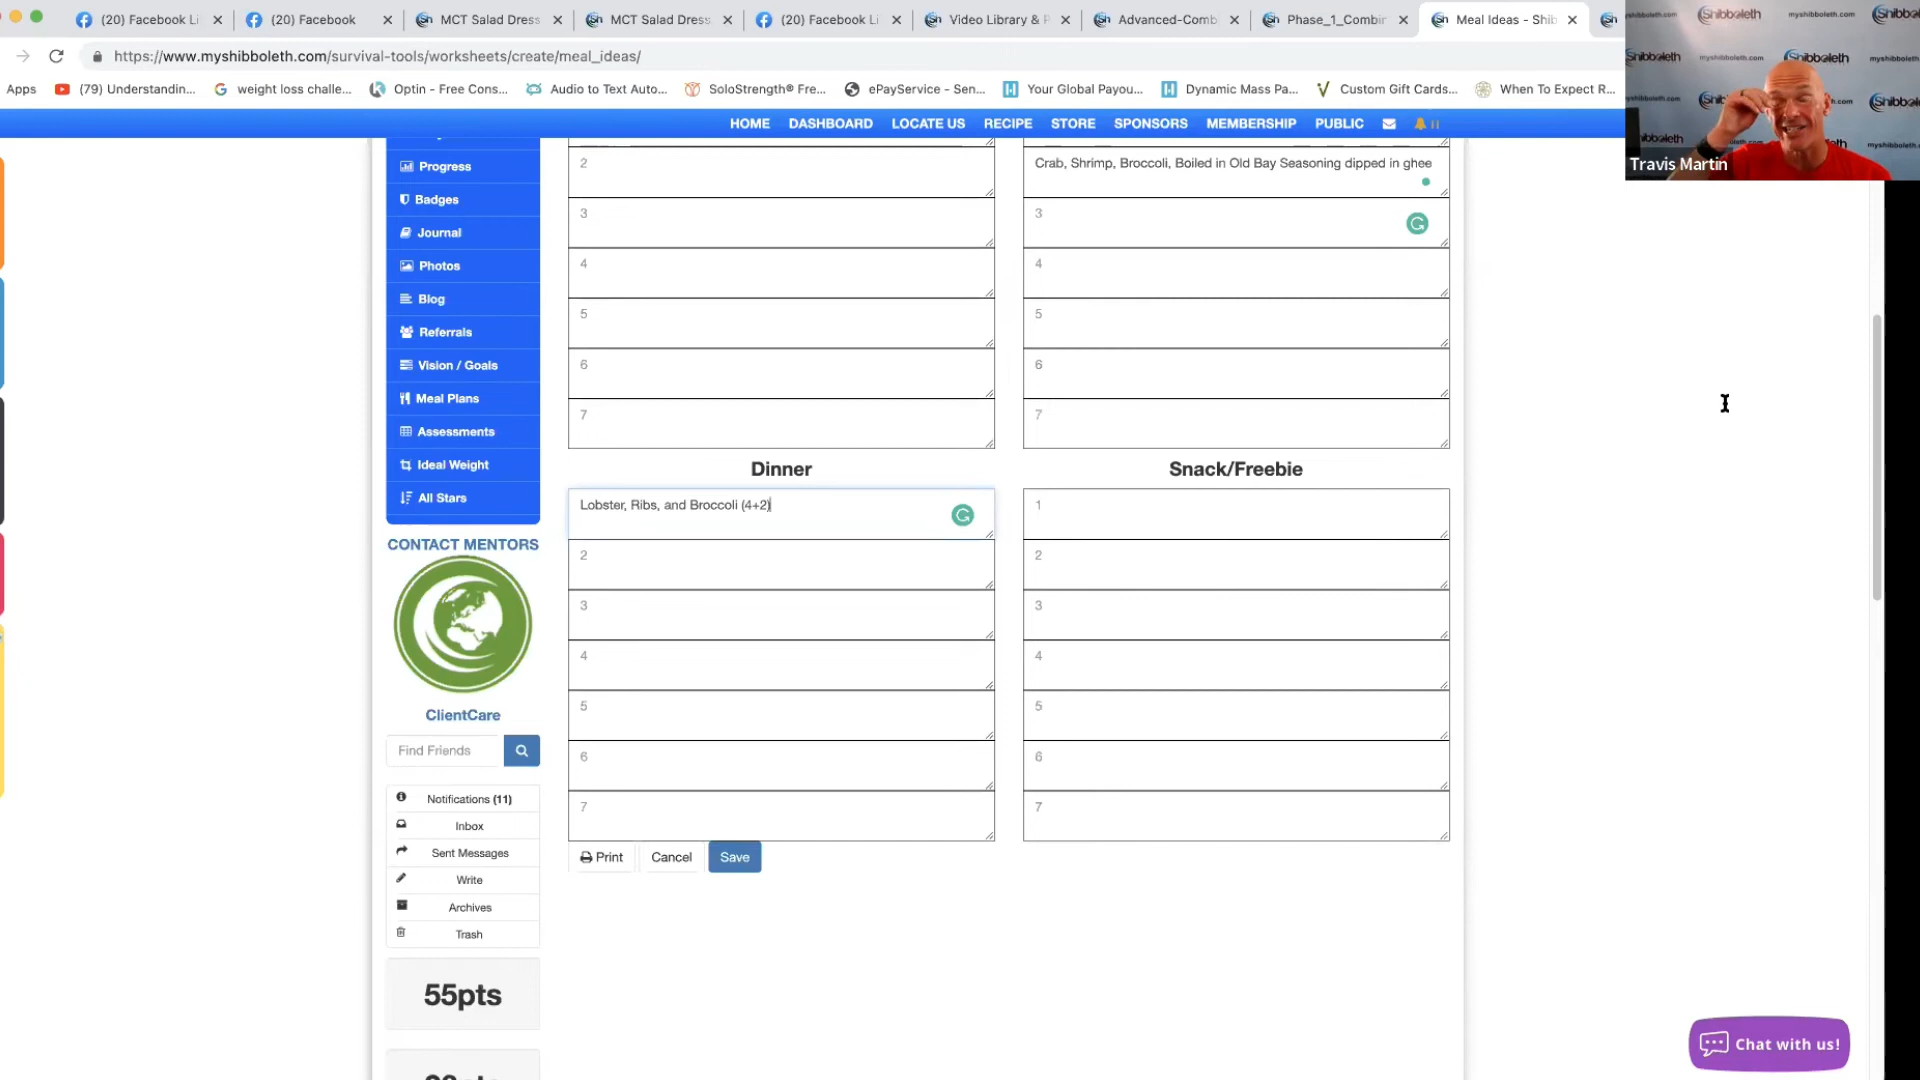 (20) Facebook Li
(20) Facebook
MCT Salad Dress
MCT Salad Dress
(20) Facebook Li
Video Library & P
Advanced-Comb
Phase_1_Combin
Meal Ideas - Shib
https://www.myshibboleth.com/survival-tools/worksheets/create/meal_ideas/
Apps
(79) Understandin...
weight loss challe...
Optin - Free Cons...
Audio to Text Auto...
SoloStrength® Fre...
ePayService - Sen...
Your Global Payou...
Dynamic Mass Pa...
Custom Gift Cards...
When To Expect R...
HOME DASHBOARD LOCATE US RECIPE STORE SPONSORS MEMBERSHIP PUBLIC
Shibboleth
myshibboleth.com
Travis Martin
Progress
Badges
Journal
Photos
Blog
Referrals
Vision / Goals
Meal Plans
Assessments
Ideal Weight
All Stars
CONTACT MENTORS
ClientCare
Find Friends
Notifications (11)
Inbox
Sent Messages
Write
Archives
Trash
55pts
2
3
4
5
6
7
Crab, Shrimp, Broccoli, Boiled in Old Bay Seasoning dipped in ghee
3
4
5
6
7
Dinner
Lobster, Ribs, and Broccoli (4+2)
2
3
4
5
6
7
Snack/Freebie
1
2
3
4
5
6
7
Print
Cancel
Save
Chat with us!